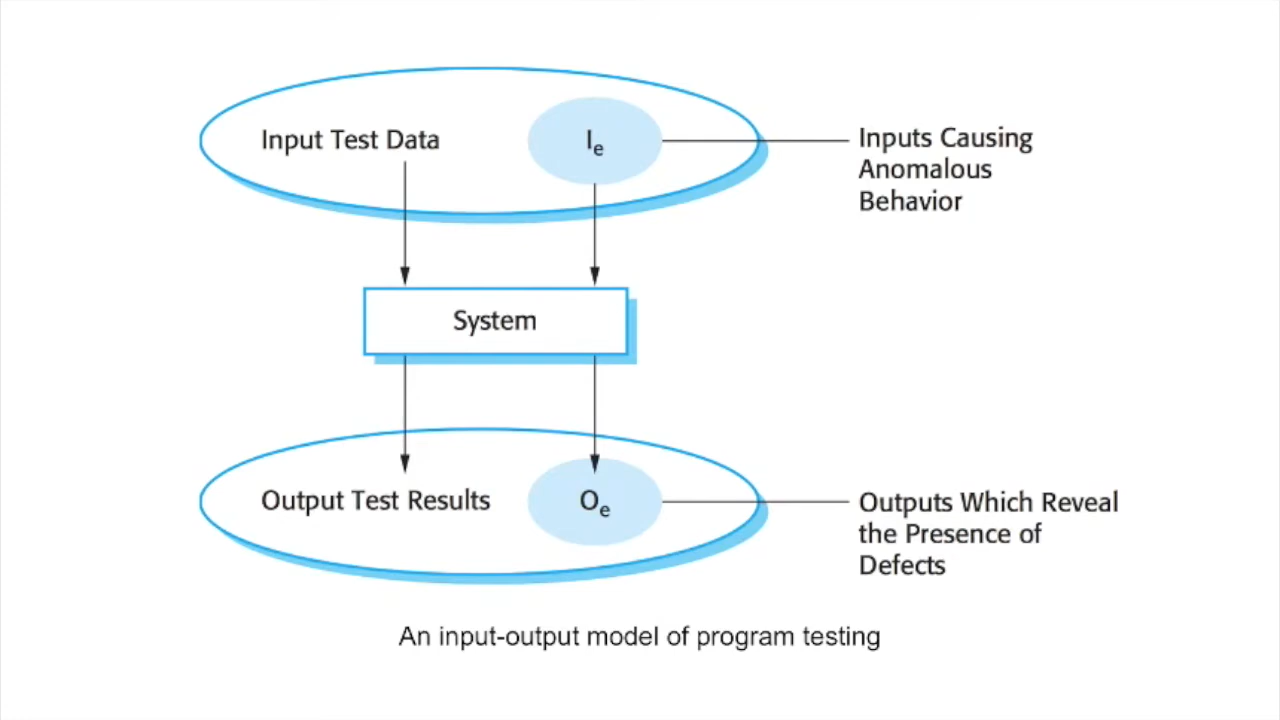 Input Test Data
Iₑ
Inputs Causing
Anomalous
Behavior
System
Output Test Results
Oₑ
Outputs Which Reveal
the Presence of
Defects
An input-output model of program testing